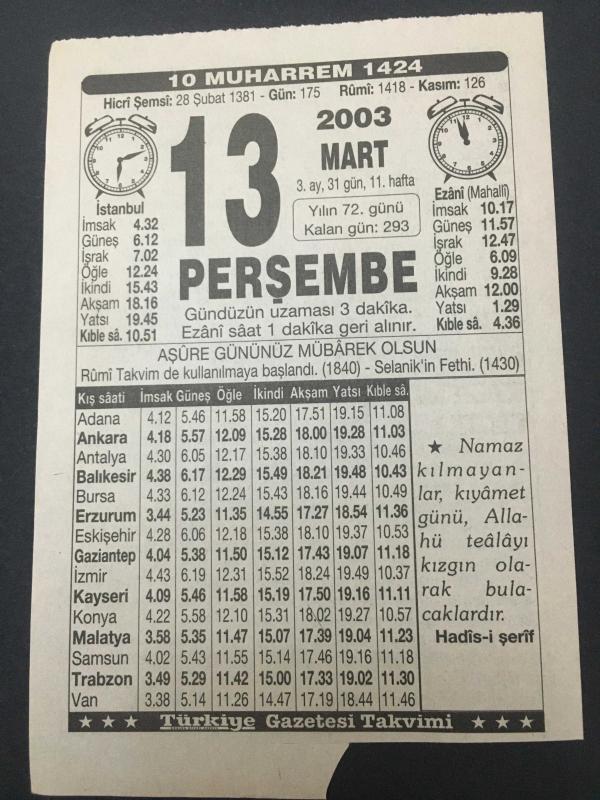 10 MUHARREM 1424
Hicrî Şemsî: 28 Şubat 1381 - Gün: 175 Rûmî: 1418 - Kasım: 126
13
2003
MART
3. ay, 31 gün, 11. hafta
Yılın 72. günü
Kalan gün: 293
PERŞEMBE
Gündüzün uzaması 3 dakîka.
Ezânî sâat 1 dakîka geri alınır.
İstanbul
İmsak 4.32
Güneş 6.12
İşrak 7.02
Öğle 12.24
İkindi 15.43
Akşam 18.16
Yatsı 19.45
Kıble sâ. 10.51
Ezânî (Mahallî)
İmsak 10.17
Güneş 11.57
İşrak 12.47
Öğle 6.09
İkindi 9.28
Akşam 12.00
Yatsı 1.29
Kıble sâ. 4.36
AŞÛRE GÜNÜNÜZ MÜBÂREK OLSUN
Rûmî Takvim de kullanılmaya başlandı. (1840) - Selanik'in Fethi. (1430)
Kış sâati İmsak Güneş Öğle İkindi Akşam Yatsı Kıble sâ.
Adana 4.12 5.46 11.58 15.20 17.51 19.15 11.08
Ankara 4.18 5.57 12.09 15.28 18.00 19.28 11.03
Antalya 4.30 6.05 12.17 15.38 18.10 19.33 10.46
Balıkesir 4.38 6.17 12.29 15.49 18.21 19.48 10.43
Bursa 4.33 6.12 12.24 15.43 18.16 19.44 10.49
Erzurum 3.44 5.23 11.35 14.55 17.27 18.54 11.36
Eskişehir 4.28 6.06 12.18 15.38 18.10 19.37 10.53
Gaziantep 4.04 5.38 11.50 15.12 17.43 19.07 11.18
İzmir 4.43 6.19 12.31 15.52 18.24 19.49 10.37
Kayseri 4.09 5.46 11.58 15.19 17.50 19.16 11.11
Konya 4.22 5.58 12.10 15.31 18.02 19.27 10.57
Malatya 3.58 5.35 11.47 15.07 17.39 19.04 11.23
Samsun 4.02 5.43 11.55 15.14 17.46 19.16 11.18
Trabzon 3.49 5.29 11.42 15.00 17.33 19.02 11.30
Van 3.38 5.14 11.26 14.47 17.19 18.44 11.46
★ Namaz
kılmayan-
lar, kıyâmet
günü, Alla-
hü teâlâyı
kızgın ola-
rak bula-
caklardır.
Hadîs-i şerîf
★ ★ ★ Türkiye Gazetesi Takvimi ★ ★ ★